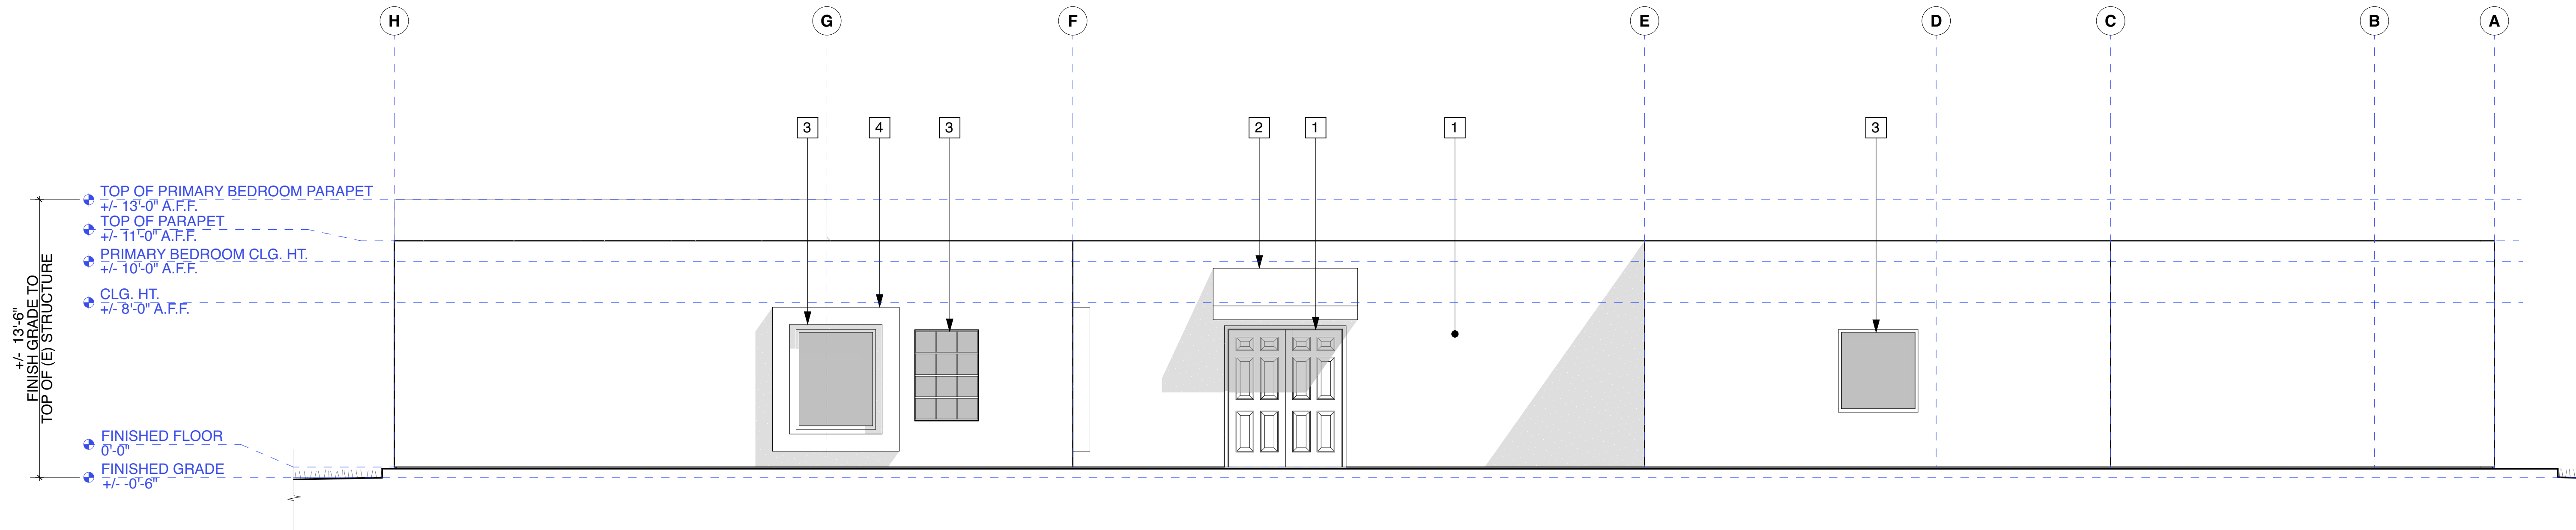 H G F E D C B A
3 4 3 2 1 1 3
TOP OF PRIMARY BEDROOM PARAPET
+/- 13'-0" A.F.F.
TOP OF PARAPET
+/- 11'-0" A.F.F.
PRIMARY BEDROOM CLG. HT.
+/- 10'-0" A.F.F.
CLG. HT.
+/- 8'-0" A.F.F.
FINISHED FLOOR
0'-0"
FINISHED GRADE
+/- -0'-6"
+/- 13'-6"
FINISH GRADE TO
TOP OF (E) STRUCTURE